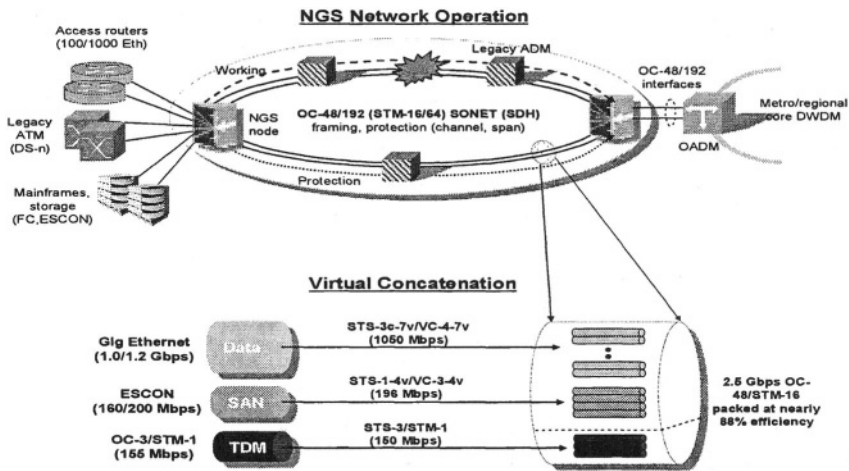 NGS Network Operation
Access routers
(100/1000 Eth)
Legacy
ATM
(DS-n)
Mainframes,
storage
(FC,ESCON)
Working
Legacy ADM
NGS
node
OC-48/192 (STM-16/64) SONET (SDH)
framing, protection (channel, span)
Protection
OC-48/192
interfaces
T
OADM
Metro/regional
core DWDM
Virtual Concatenation
Gig Ethernet
(1.0/1.2 Gbps)
Data
STS-3c-7v/VC-4-7v
(1050 Mbps)
ESCON
(160/200 Mbps)
SAN
STS-1-4v/VC-3-4v
(196 Mbps)
OC-3/STM-1
(155 Mbps)
TDM
STS-3/STM-1
(150 Mbps)
2.5 Gbps OC-
48/STM-16
packed at nearly
88% efficiency